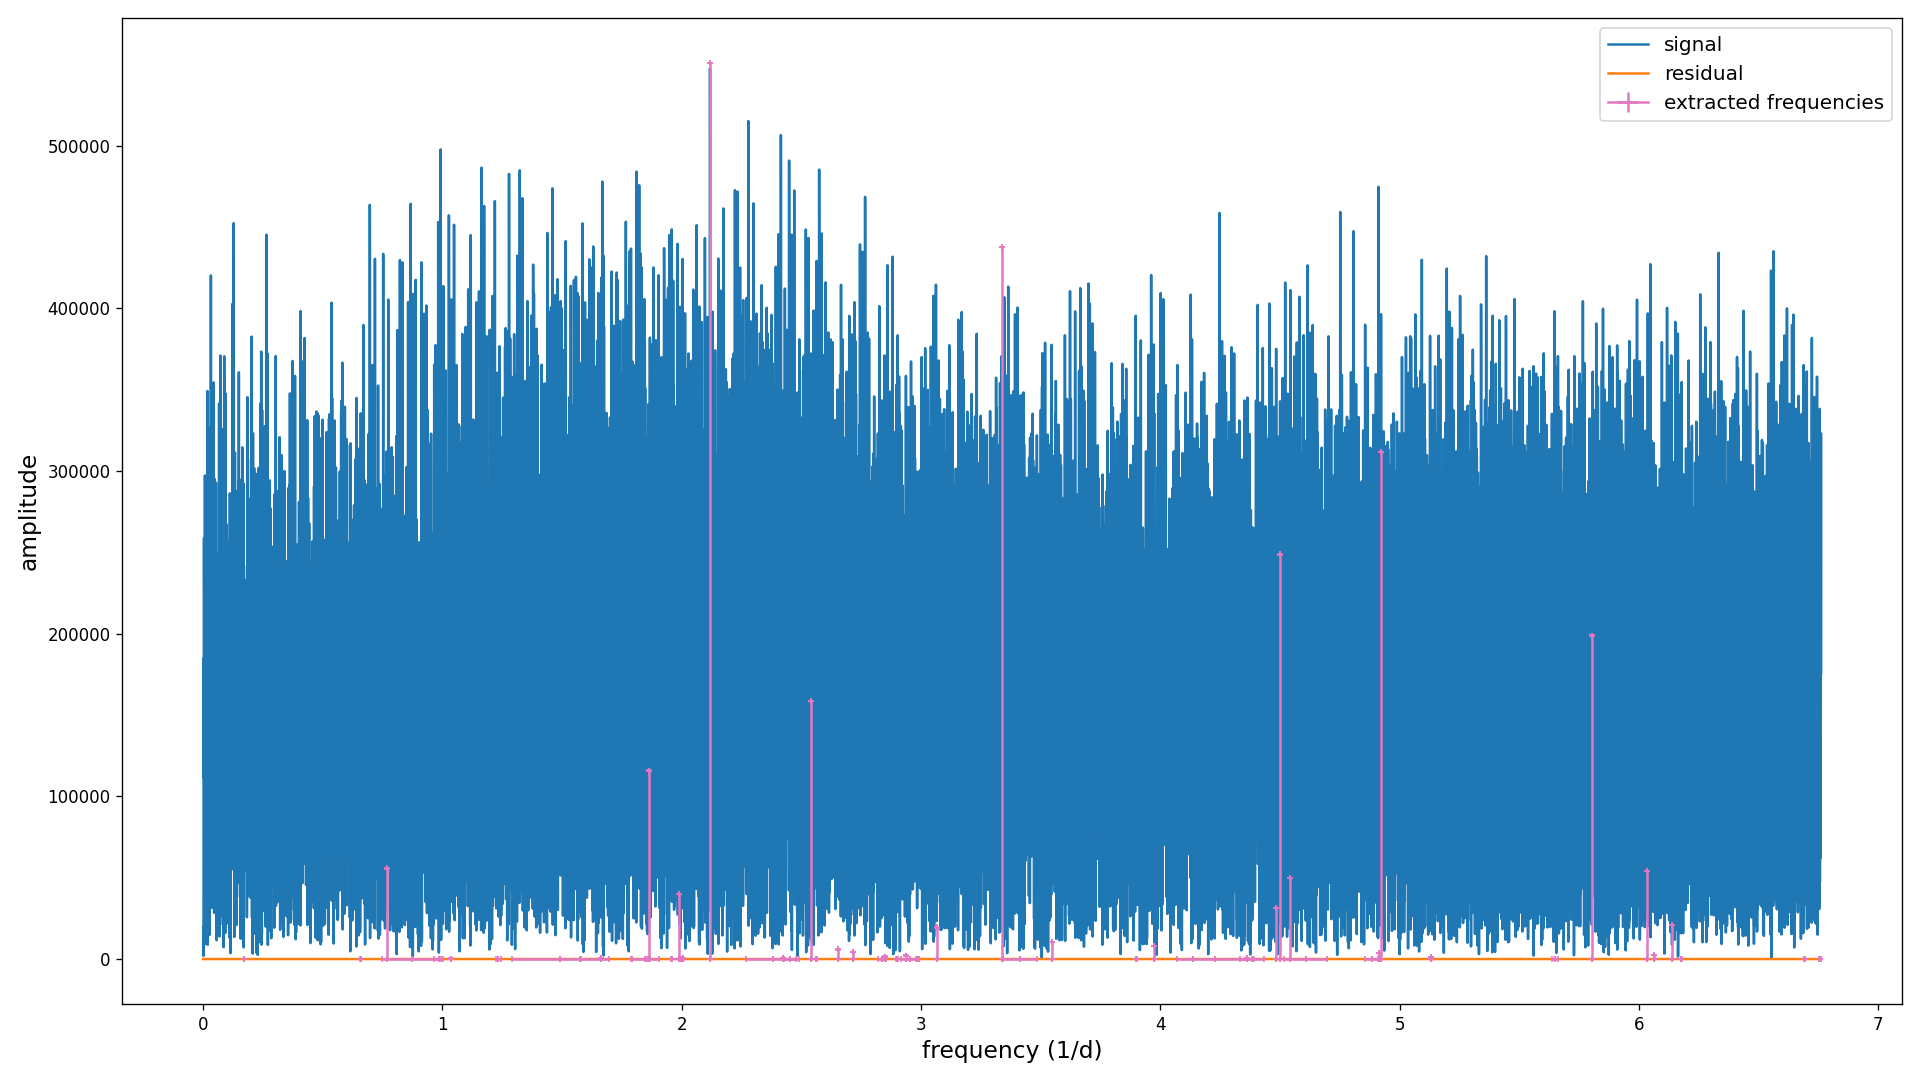 signal
residual
extracted frequencies
amplitude
500000
400000
300000
200000
100000
0
0 1 2 3 4 5 6 7
frequency (1/d)